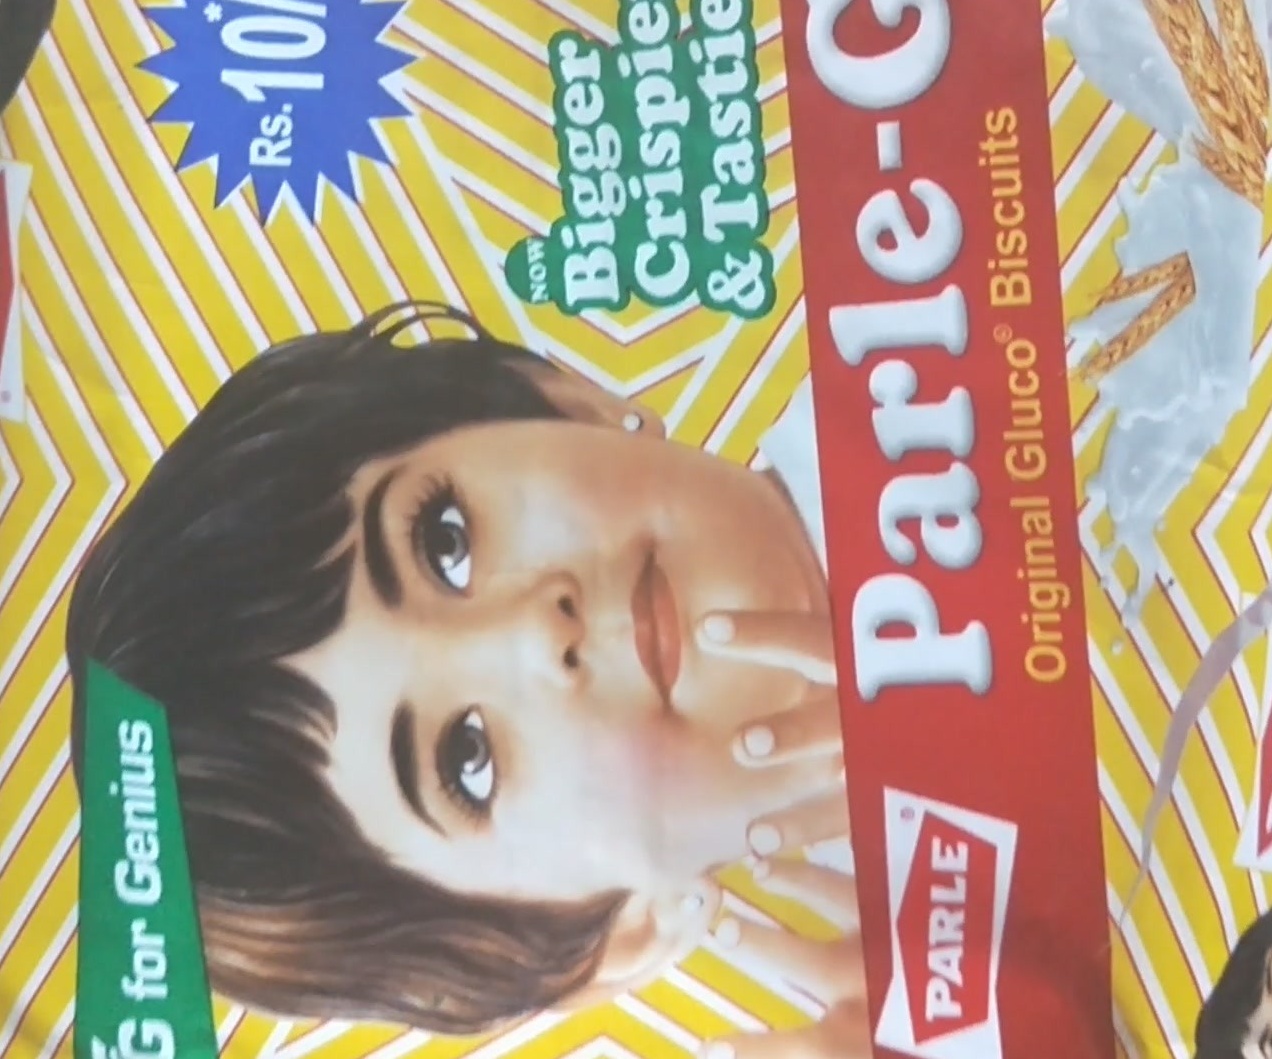 Rs. 10/
NOW
Bigger
Crispie
& Tastie
G for Genius
Parle-G
Original Gluco® Biscuits
PARLE ®